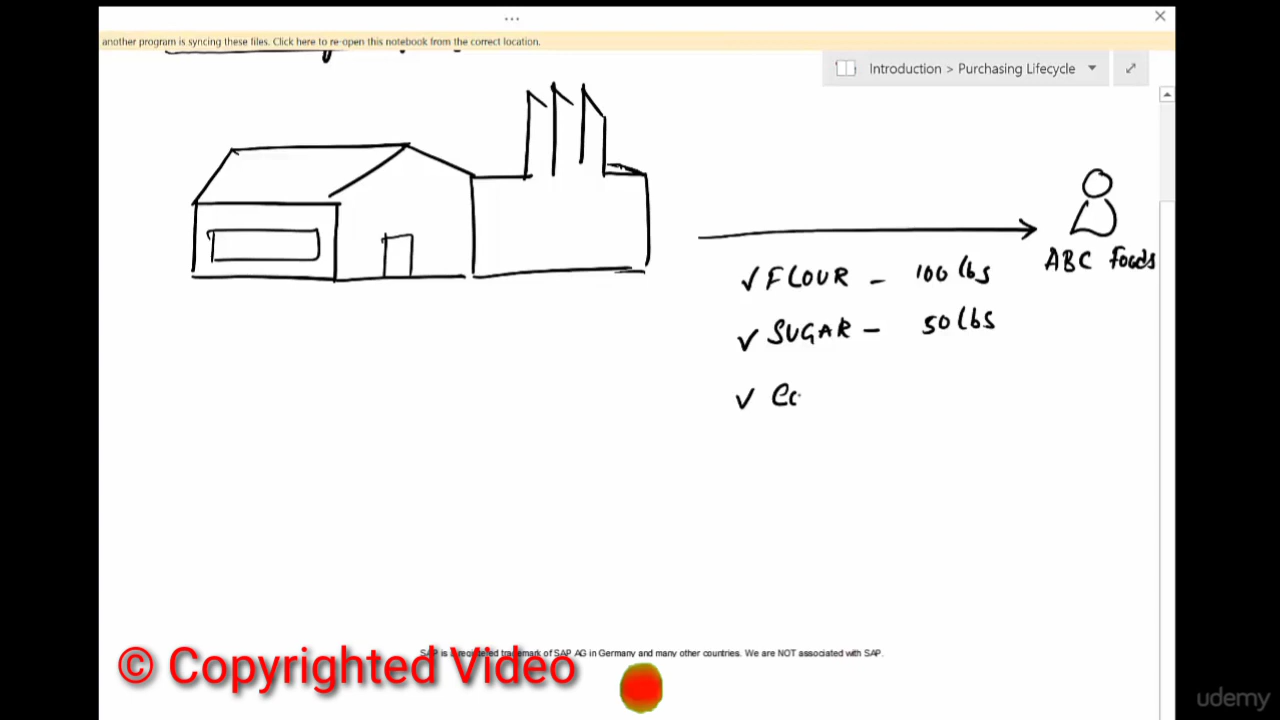 another program is syncing these files. Click here to re-open this notebook from the correct location.
Introduction > Purchasing Lifecycle
ABC Foods
✓ FLOUR - 100 lbs
✓ SUGAR - 50 lbs
✓
SAP is a registered trademark of SAP AG in Germany and many other countries. We are NOT associated with SAP.
© Copyrighted Video
udemy